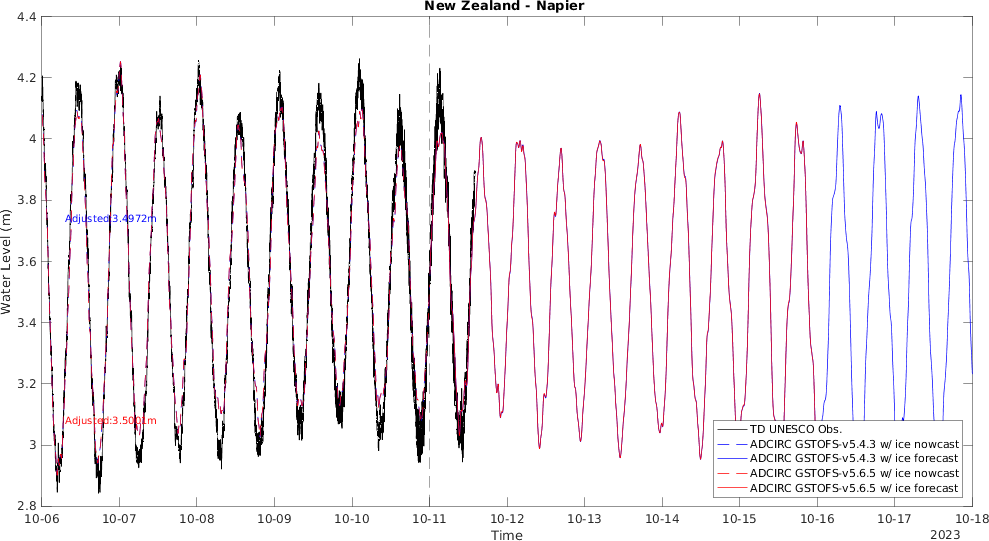 New Zealand - Napier
4.4
4.2
4
3.8
3.6
3.4
3.2
3
2.8
Water Level (m)
Adjusted:3.4972m
Adjusted:3.5001m
TD UNESCO Obs.
ADCIRC GSTOFS-v5.4.3 w/ ice nowcast
ADCIRC GSTOFS-v5.4.3 w/ ice forecast
ADCIRC GSTOFS-v5.6.5 w/ ice nowcast
ADCIRC GSTOFS-v5.6.5 w/ ice forecast
10-06 10-07 10-08 10-09 10-10 10-11 10-12 10-13 10-14 10-15 10-16 10-17 10-18
Time
2023